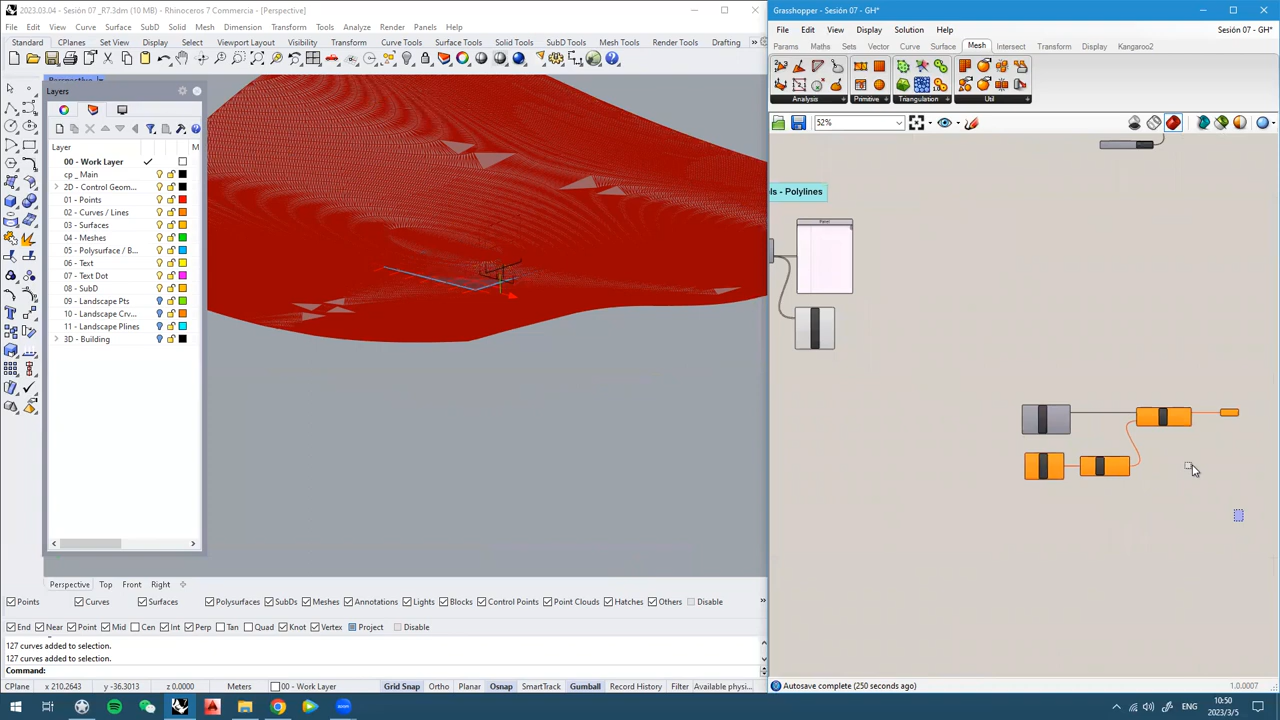 2023.03.04 - Sesión 07_R7.3dm (10 MB) - Rhinoceros 7 Commercia - [Perspective]
File Edit View Curve Surface SubD Solid Mesh Dimension Transform Tools Analyze Render Panels Help
Standard CPlanes Set View Display Select Viewport Layout Visibility Transform Curve Tools Surface Tools Solid Tools SubD Tools Mesh Tools Render Tools Drafting
Perspective
Layers
Layer M
00 - Work Layer
cp _ Main
2D - Control Geom...
01 - Points
02 - Curves / Lines
03 - Surfaces
04 - Meshes
05 - Polysurface / B...
06 - Text
07 - Text Dot
08 - SubD
09 - Landscape Pts
10 - Landscape Crv...
11 - Landscape Plines
3D - Building
Perspective Top Front Right
Points Curves Surfaces Polysurfaces SubDs Meshes Annotations Lights Blocks Control Points Point Clouds Hatches Others Disable
End Near Point Mid Cen Int Perp Tan Quad Knot Vertex Project Disable
127 curves added to selection.
127 curves added to selection.
Command:
CPlane x 210.2643 y -36.3013 z 0.0000 Meters 00 - Work Layer Grid Snap Ortho Planar Osnap SmartTrack Gumball Record History Filter Available physi...
Grasshopper - Sesión 07 - GH*
File Edit View Display Solution Help Sesión 07 - GH*
Params Maths Sets Vector Curve Surface Mesh Intersect Transform Display Kangaroo2
Analysis Primitive Triangulation Util
52%
ls - Polylines
Panel
Autosave complete (250 seconds ago) 1.0.0007
ENG
10:50
2023/3/5